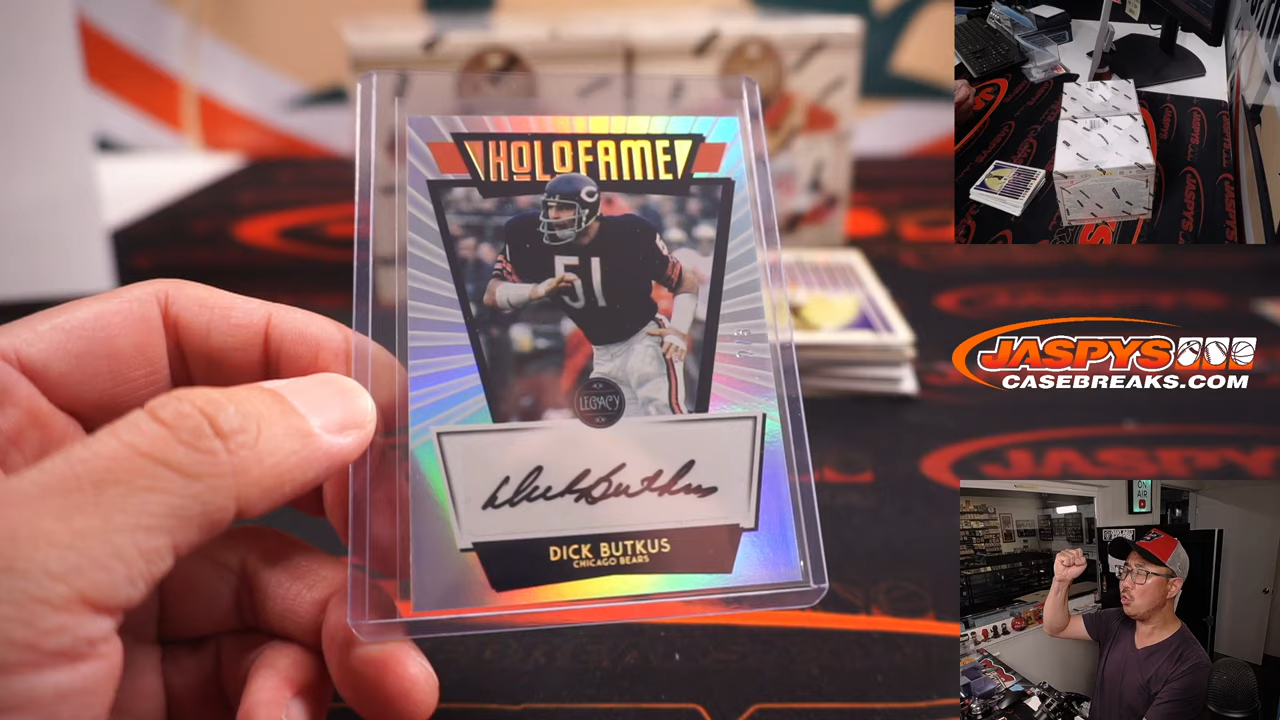 HOLOFAME
51
LEGACY
Dick Butkus
DICK BUTKUS
CHICAGO BEARS
ON
AIR
JASPYS
CASEBREAKS.COM